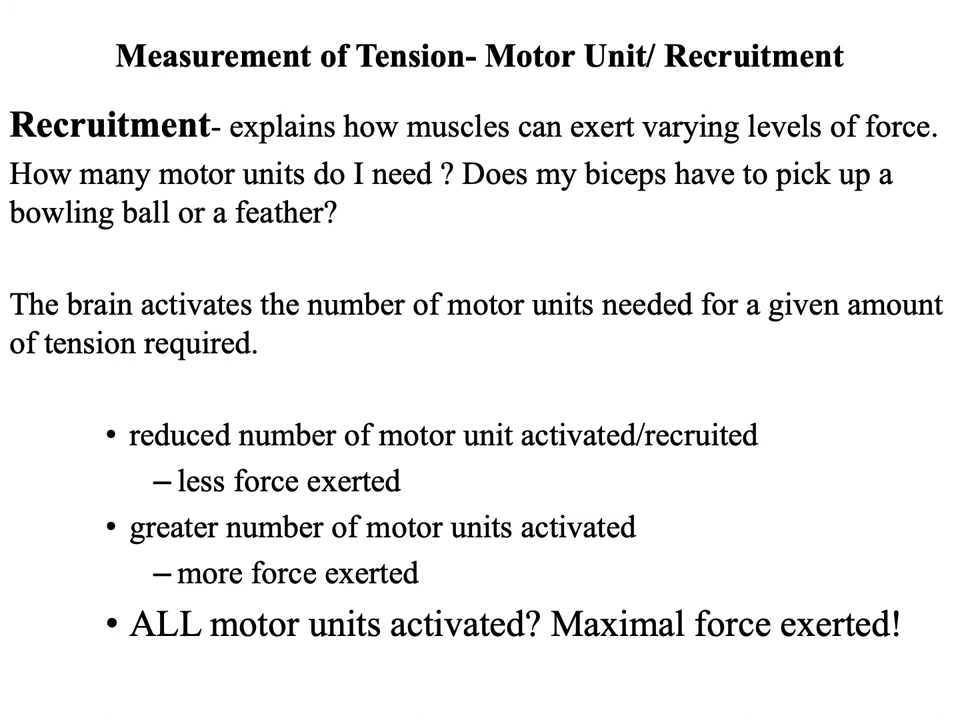 Measurement of Tension- Motor Unit/ Recruitment
Recruitment- explains how muscles can exert varying levels of force.
How many motor units do I need ? Does my biceps have to pick up a
bowling ball or a feather?
The brain activates the number of motor units needed for a given amount
of tension required.
• reduced number of motor unit activated/recruited
– less force exerted
• greater number of motor units activated
– more force exerted
• ALL motor units activated? Maximal force exerted!